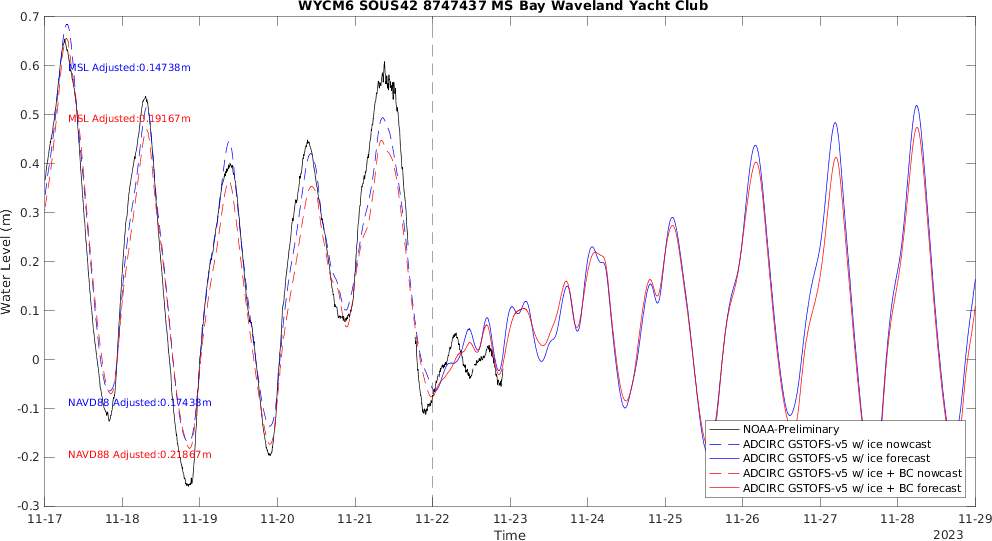 WYCM6 SOUS42 8747437 MS Bay Waveland Yacht Club
Water Level (m)
0.7
0.6
0.5
0.4
0.3
0.2
0.1
0
-0.1
-0.2
-0.3
MSL Adjusted:0.14738m
MSL Adjusted:0.19167m
NAVD88 Adjusted:0.17438m
NAVD88 Adjusted:0.21867m
NOAA-Preliminary
ADCIRC GSTOFS-v5 w/ ice nowcast
ADCIRC GSTOFS-v5 w/ ice forecast
ADCIRC GSTOFS-v5 w/ ice + BC nowcast
ADCIRC GSTOFS-v5 w/ ice + BC forecast
11-17 11-18 11-19 11-20 11-21 11-22 11-23 11-24 11-25 11-26 11-27 11-28 11-29
Time
2023